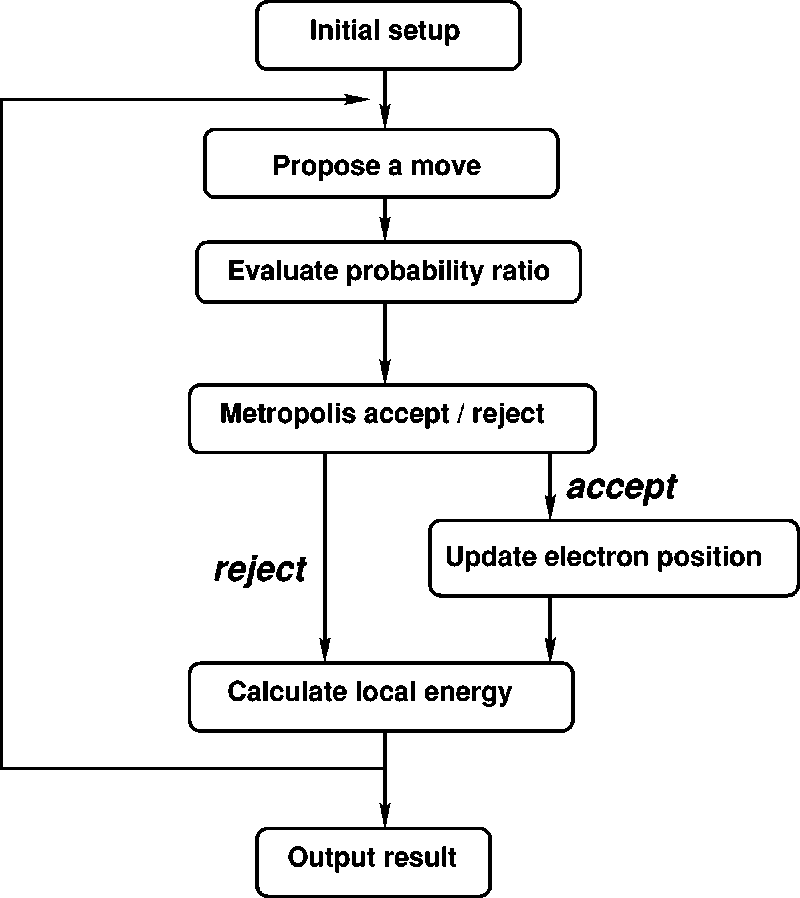 Initial setup
Propose a move
Evaluate probability ratio
Metropolis accept / reject
accept
Update electron position
reject
Calculate local energy
Output result